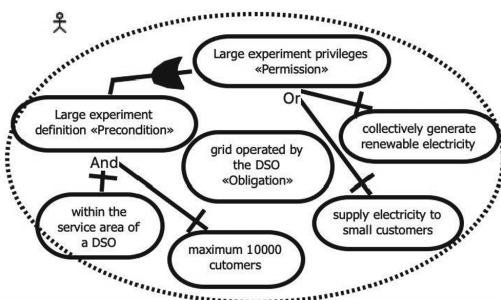 Large experiment privileges
«Permission»
Or
Large experiment
definition «Precondition»
And
grid operated by
the DSO
«Obligation»
collectively generate
renewable electricity
within the
service area of
a DSO
maximum 10000
cutomers
supply electricity to
small customers